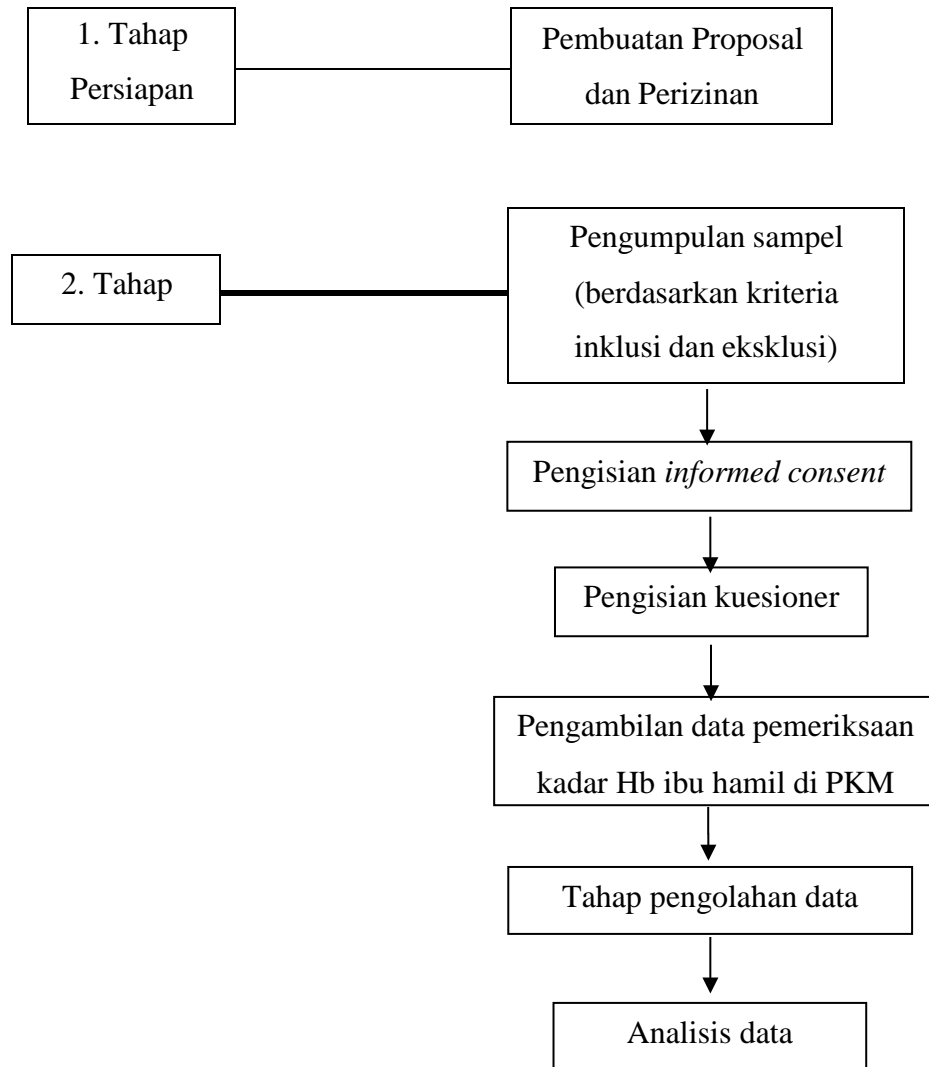 1. Tahap
Persiapan
Pembuatan Proposal
dan Perizinan
2. Tahap
Pengumpulan sampel
(berdasarkan kriteria
inklusi dan eksklusi)
Pengisian informed consent
Pengisian kuesioner
Pengambilan data pemeriksaan
kadar Hb ibu hamil di PKM
Tahap pengolahan data
Analisis data